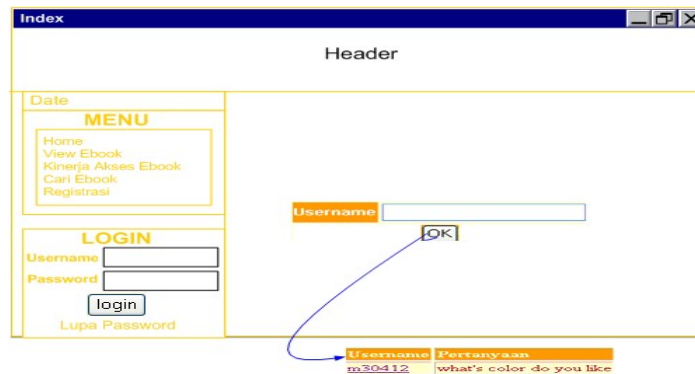 Index
Header
Date
MENU
Home
View Ebook
Kinerja Akses Ebook
Cari Ebook
Registrasi
Username
OK
LOGIN
Username
Password
login
Lupa Password
Username Pertanyaan
m30412 what's color do you like